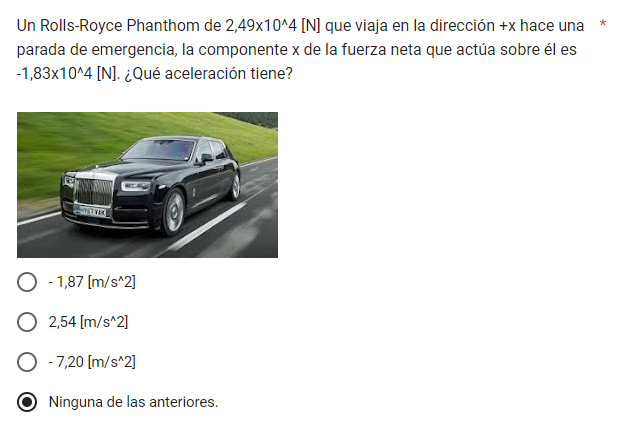 Un Rolls-Royce Phanthom de 2,49x10^4 [N] que viaja en la dirección +x hace una *
parada de emergencia, la componente x de la fuerza neta que actúa sobre él es
-1,83x10^4 [N]. ¿Qué aceleración tiene?
- 1,87 [m/s^2]
2,54 [m/s^2]
- 7,20 [m/s^2]
Ninguna de las anteriores.